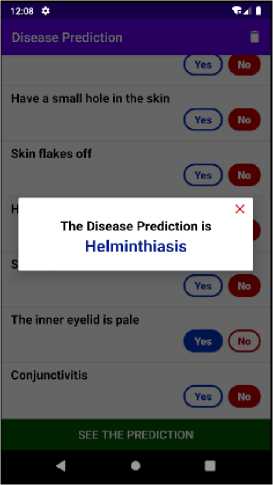 12:08
Disease Prediction
Yes No
Have a small hole in the skin
Yes No
Skin flakes off
Yes No
H
The Disease Prediction is
Helminthiasis
S
Yes No
The inner eyelid is pale
Yes No
Conjunctivitis
Yes No
SEE THE PREDICTION